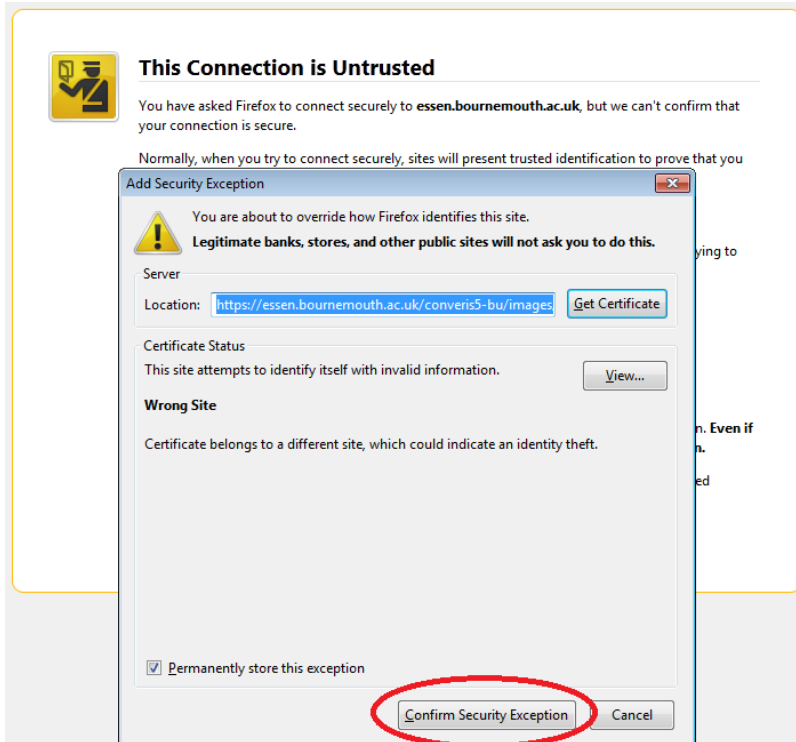 This Connection is Untrusted
You have asked Firefox to connect securely to essen.bournemouth.ac.uk, but we can't confirm that
your connection is secure.
Normally, when you try to connect securely, sites will present trusted identification to prove that you
Add Security Exception
You are about to override how Firefox identifies this site.
Legitimate banks, stores, and other public sites will not ask you to do this.
ying to
Server
Location: https://essen.bournemouth.ac.uk/converis5-bu/images Get Certificate
Certificate Status
This site attempts to identify itself with invalid information.
View...
Wrong Site
n. Even if
Certificate belongs to a different site, which could indicate an identity theft.
n.
ed
Permanently store this exception
Confirm Security Exception Cancel